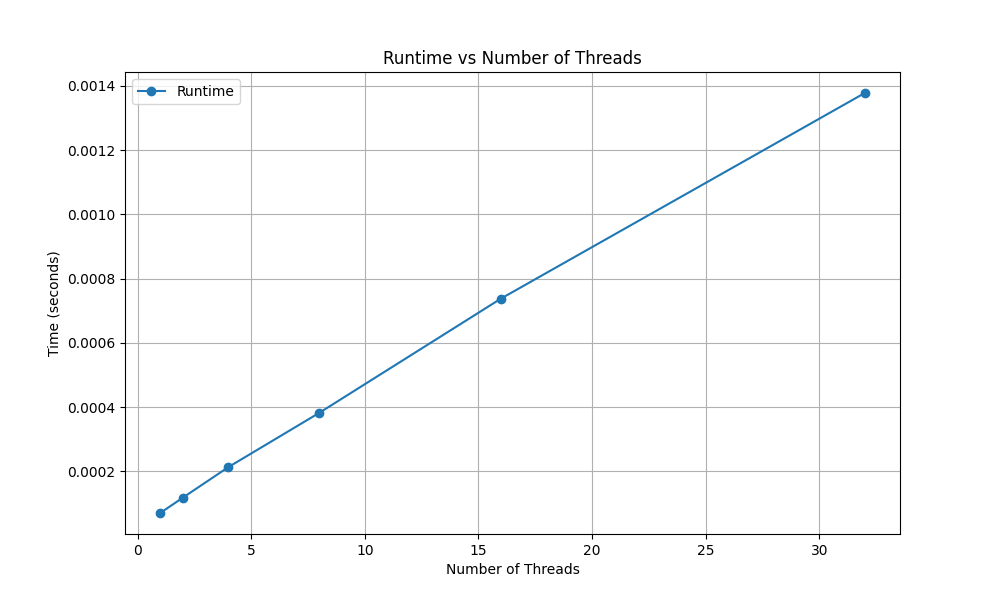 Runtime vs Number of Threads
Runtime
0.0014
0.0012
0.0010
0.0008
0.0006
0.0004
0.0002
Time (seconds)
0 5 10 15 20 25 30
Number of Threads